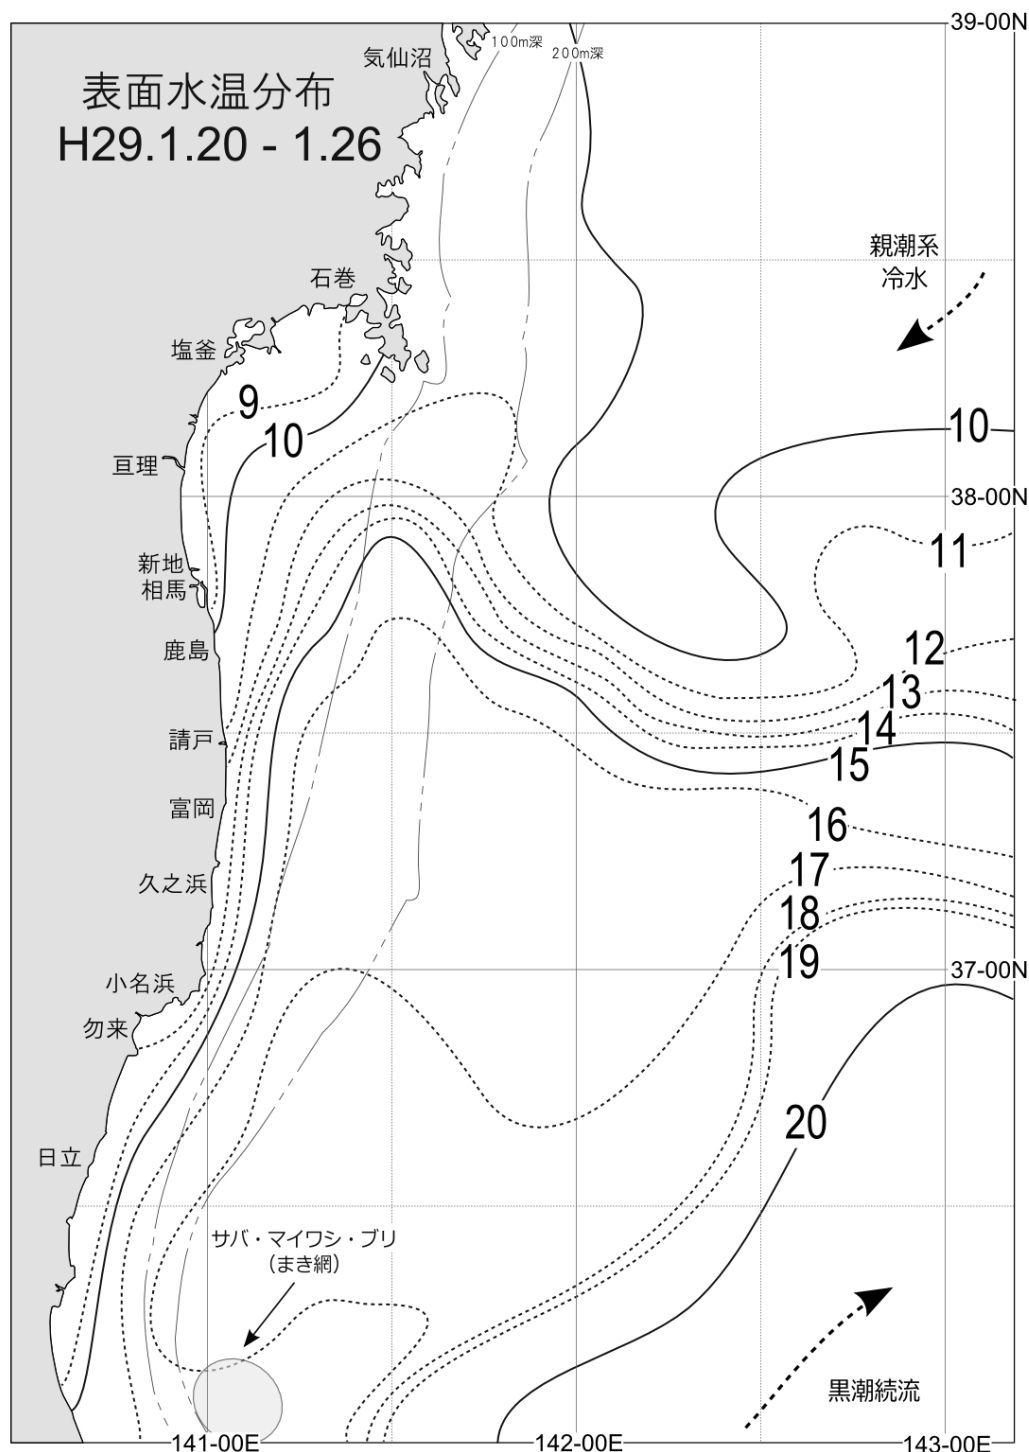 39-00N
100m深
200m深
気仙沼
表面水温分布
H29.1.20 - 1.26
親潮系
冷水
石巻
塩釜
9
10
10
亘理
38-00N
11
新地
相馬
鹿島
12
13
14
15
請戸
富岡
16
17
久之浜
18
19
37-00N
小名浜
勿来
20
日立
サバ・マイワシ・ブリ
(まき網)
黒潮続流
141-00E
142-00E
143-00E